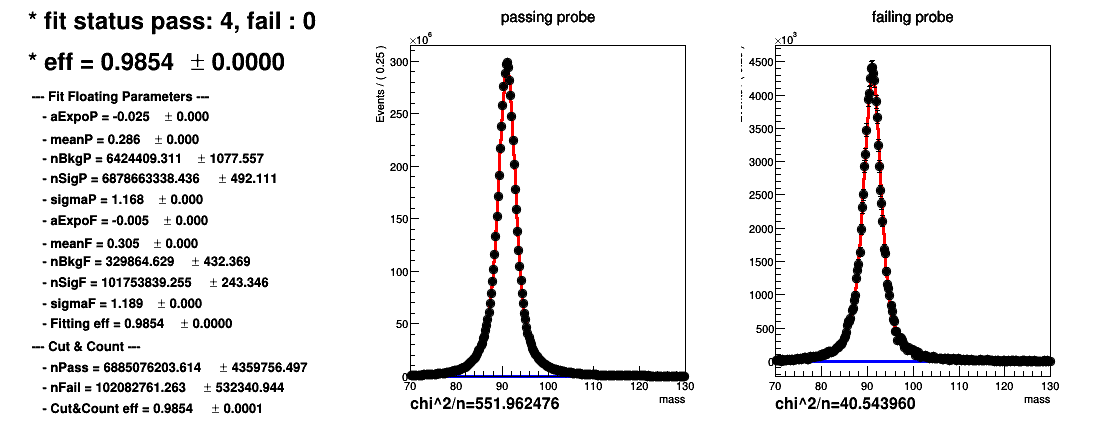 * fit status pass: 4, fail : 0
* eff = 0.9854 ± 0.0000
--- Fit Floating Parameters ---
- aExpoP = -0.025 ± 0.000
- meanP = 0.286 ± 0.000
- nBkgP = 6424409.311 ± 1077.557
- nSigP = 6878663338.436 ± 492.111
- sigmaP = 1.168 ± 0.000
- aExpoF = -0.005 ± 0.000
- meanF = 0.305 ± 0.000
- nBkgF = 329864.629 ± 432.369
- nSigF = 101753839.255 ± 243.346
- sigmaF = 1.189 ± 0.000
- Fitting eff = 0.9854 ± 0.0000
--- Cut & Count ---
- nPass = 6885076203.614 ± 4359756.497
- nFail = 102082761.263 ± 532340.944
- Cut&Count eff = 0.9854 ± 0.0001
passing probe
×10^6
Events / ( 0.25 )
300
250
200
150
100
50
0
70 80 90 100 110 120 130
mass
chi^2/n=551.962476
failing probe
×10^3
4500
4000
3500
3000
2500
2000
1500
1000
500
0
70 80 90 100 110 120 130
mass
chi^2/n=40.543960